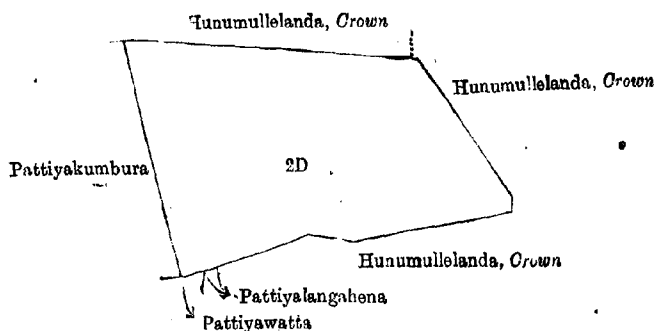 Hunumullelanda, Crown
Hunumullelanda, Crown
Pattiyakumbura
2D
Hunumullelanda, Crown
Pattiyalangahena
Pattiyawatta